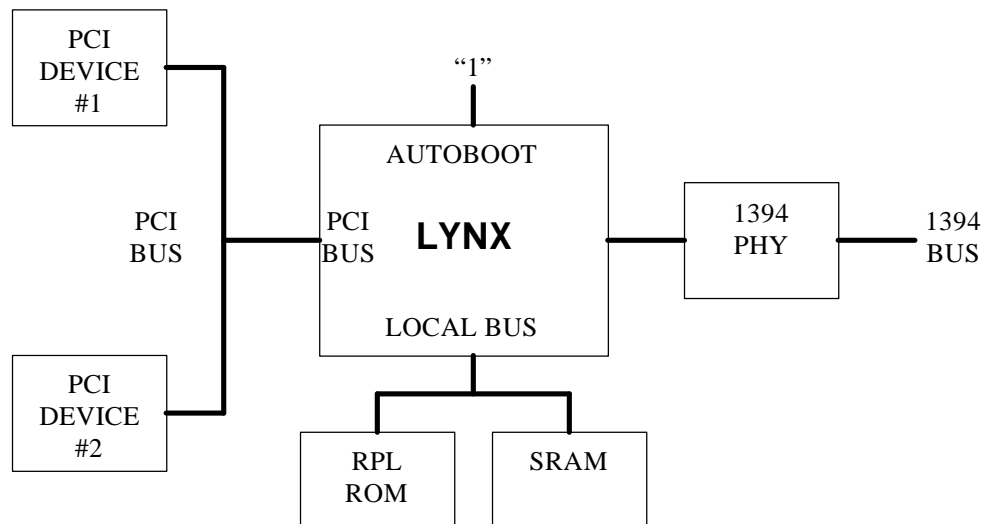 PCI
DEVICE
#1
“1”
AUTOBOOT
PCI
BUS
PCI
BUS
LYNX
1394
PHY
1394
BUS
LOCAL BUS
PCI
DEVICE
#2
RPL
ROM
SRAM